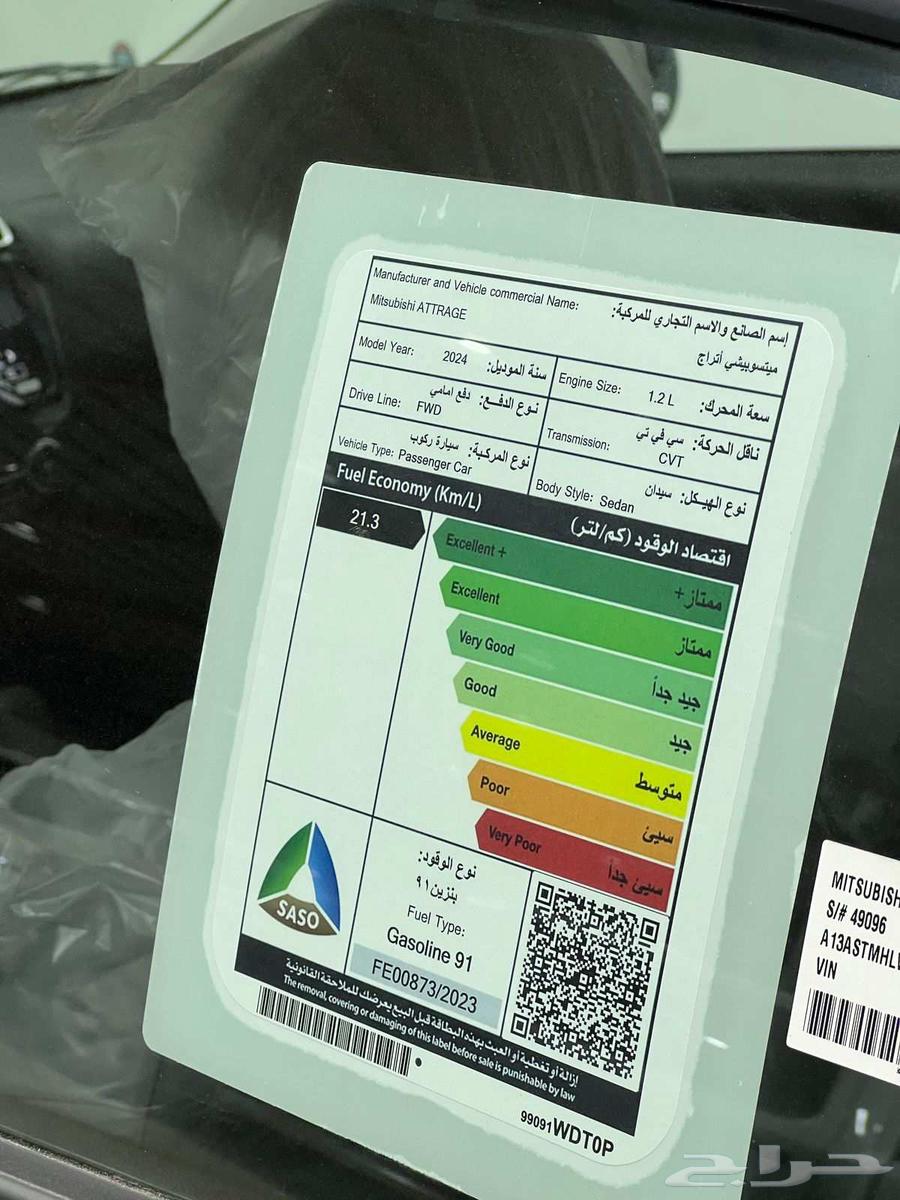 Manufacturer and Vehicle commercial Name: إسم الصانع والاسم التجاري للمركبة:
Mitsubishi ATTRAGE ميتسوبيشي أتراج
Model Year: 2024 سنة الموديل:
Engine Size: 1.2 L سعة المحرك:
Drive Line: دفع امامي نوع الدفـع:
FWD
Transmission: سي في تي ناقل الحركة:
CVT
Vehicle Type: سيارة ركوب نوع المركبة:
Passenger Car
Body Style: Sedan سيدان نوع الهيكل:
Fuel Economy (Km/L) اقتصاد الوقود (كم/لتر)
21.3
Excellent + ممتاز+
Excellent ممتاز
Very Good جيد جداً
Good جيد
Average متوسط
Poor سيئ
Very Poor سيئ جداً
SASO
نوع الوقود:
بنزين ٩١
Fuel Type:
Gasoline 91
FE00873/2023
إزالة أو تغطية أو العبث بهذه البطاقة قبل البيع يعرضك للملاحقة القانونية
The removal, covering or damaging of this label before sale is punishable by law
99091WDT0P
MITSUBISH
S/# 49096
A13ASTMHL
VIN
حراج